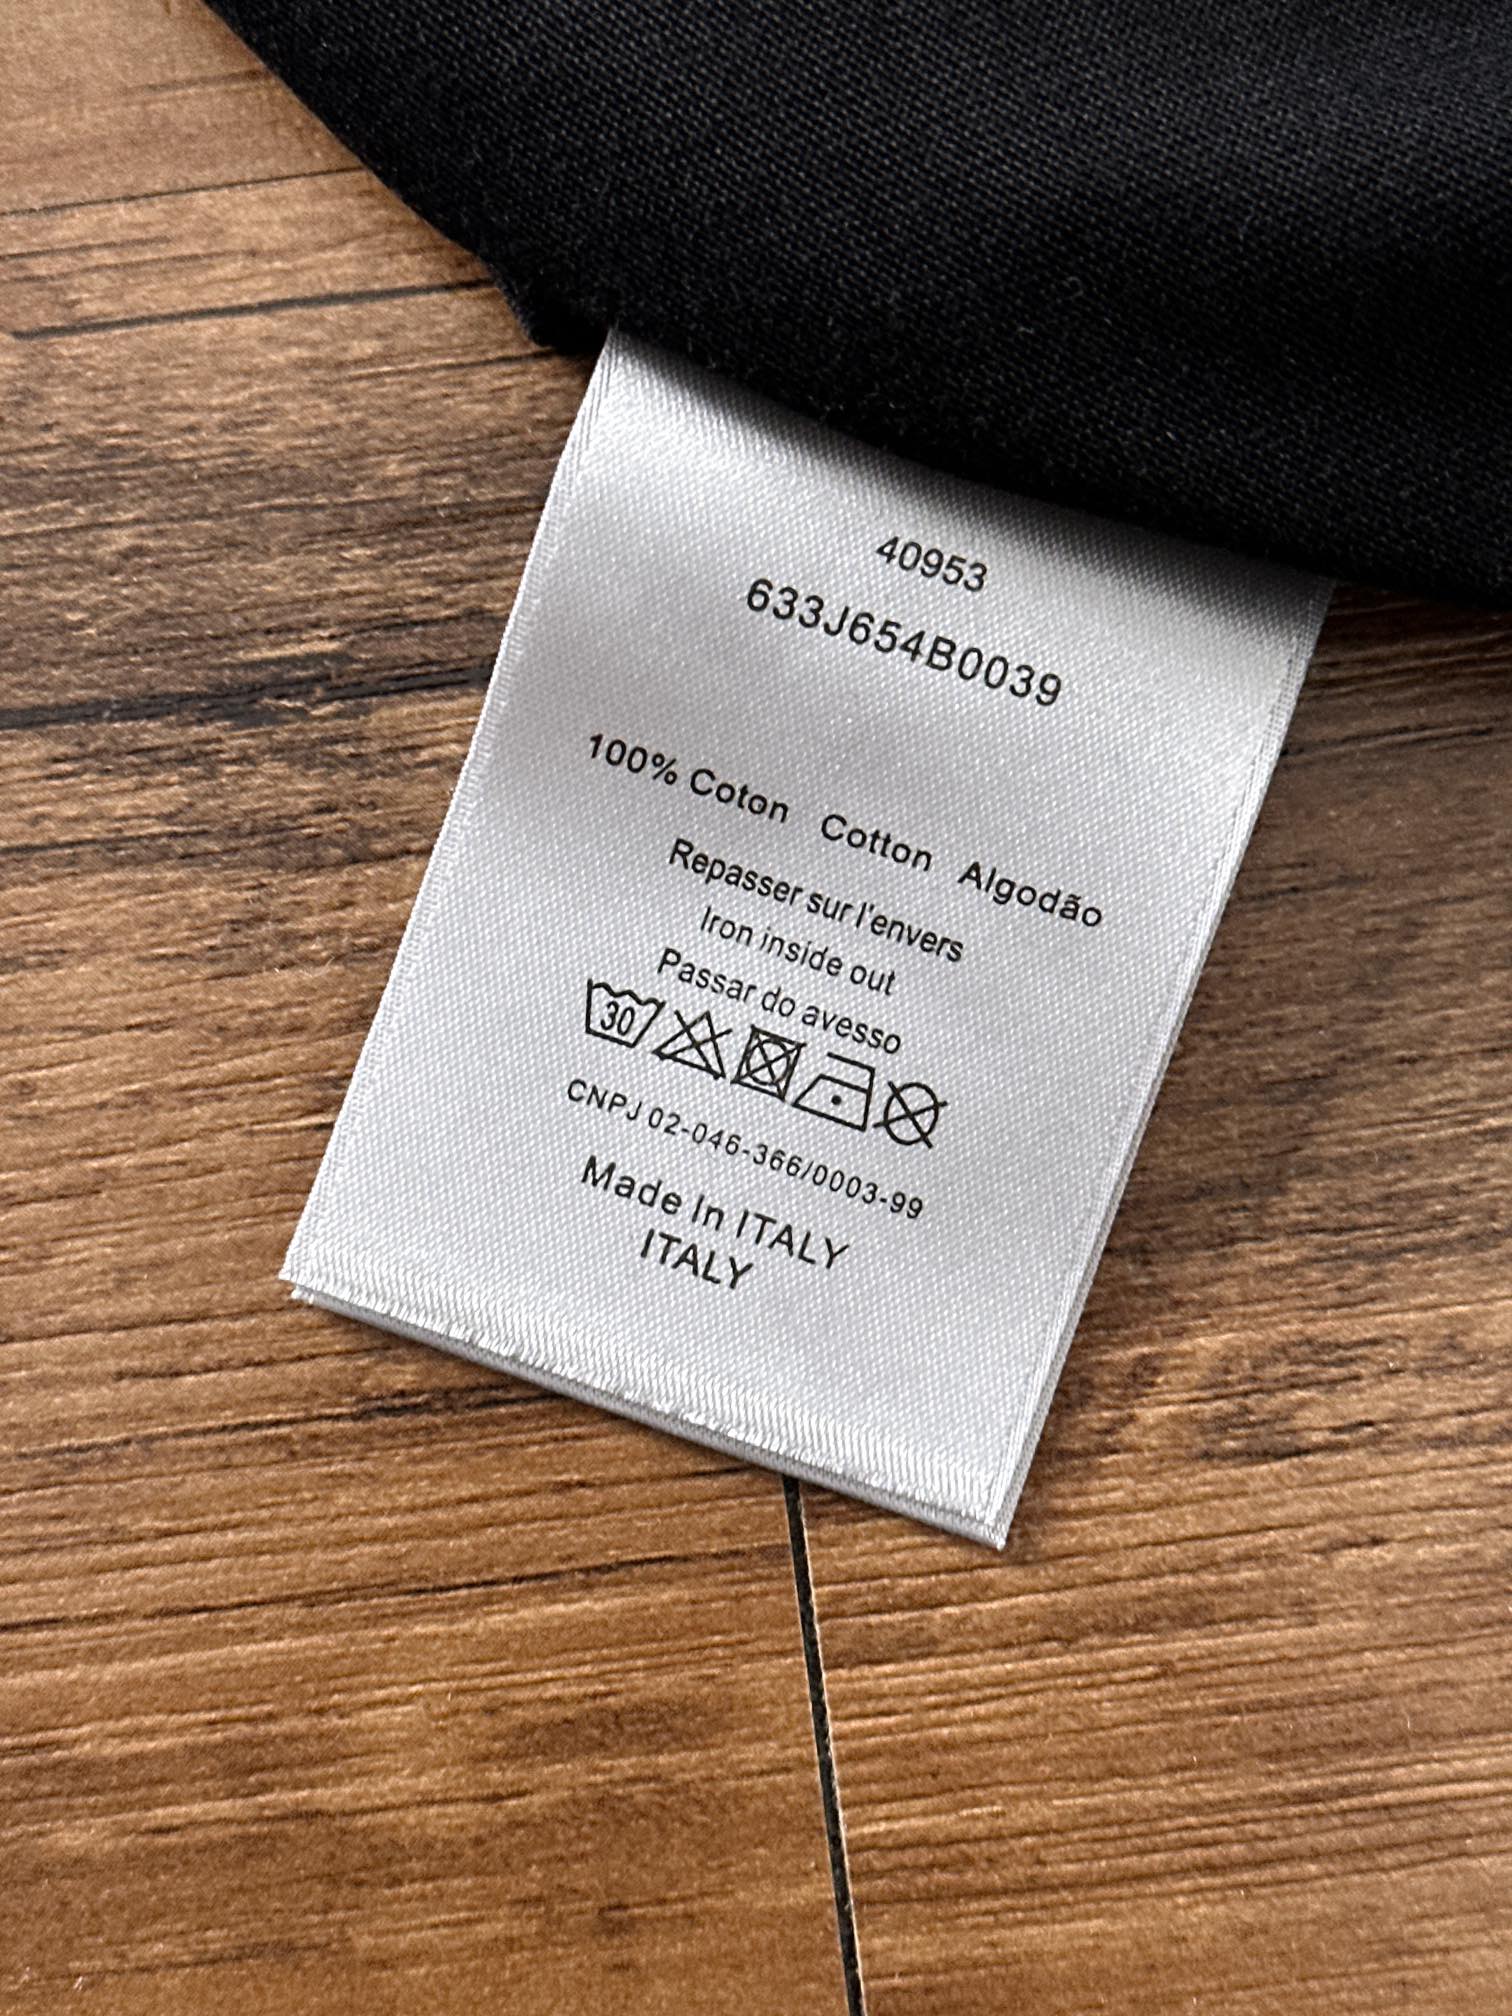 40953
633J654B0039
100% Coton Cotton Algodão
Repasser sur l'envers
Iron inside out
Passar do avesso
30
CNPJ 02-046-366/0003-99
Made In ITALY
ITALY